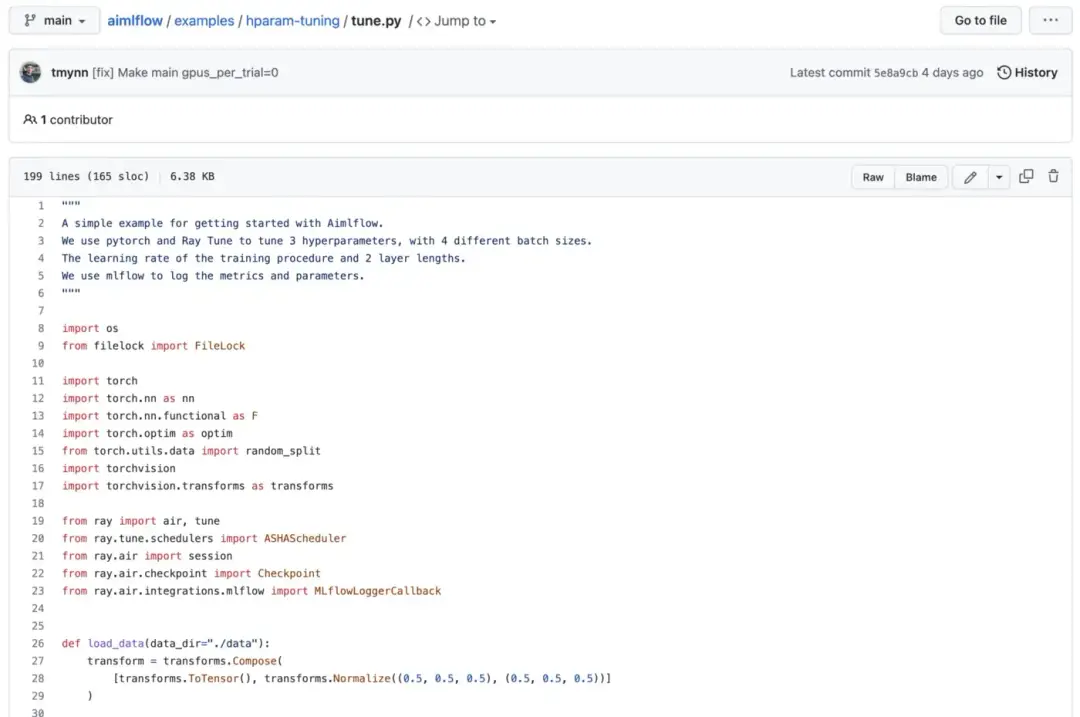 main aimlflow / examples / hparam-tuning / tune.py / <> Jump to Go to file ...
tmynn [fix] Make main gpus_per_trial=0 Latest commit 5e8a9cb 4 days ago History
1 contributor
199 lines (165 sloc) 6.38 KB Raw Blame
1 """
2 A simple example for getting started with Aimlflow.
3 We use pytorch and Ray Tune to tune 3 hyperparameters, with 4 different batch sizes.
4 The learning rate of the training procedure and 2 layer lengths.
5 We use mlflow to log the metrics and parameters.
6 """
7
8 import os
9 from filelock import FileLock
10
11 import torch
12 import torch.nn as nn
13 import torch.nn.functional as F
14 import torch.optim as optim
15 from torch.utils.data import random_split
16 import torchvision
17 import torchvision.transforms as transforms
18
19 from ray import air, tune
20 from ray.tune.schedulers import ASHAScheduler
21 from ray.air import session
22 from ray.air.checkpoint import Checkpoint
23 from ray.air.integrations.mlflow import MLflowLoggerCallback
24
25
26 def load_data(data_dir="./data"):
27     transform = transforms.Compose(
28         [transforms.ToTensor(), transforms.Normalize((0.5, 0.5, 0.5), (0.5, 0.5, 0.5))]
29     )
30